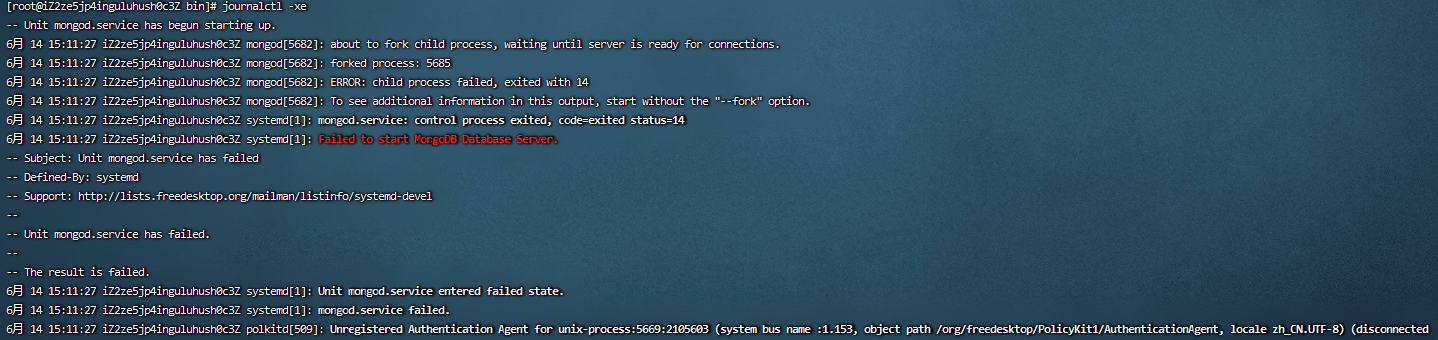 [root@iZ2ze5jp4inguluhush0c3Z bin]# journalctl -xe
-- Unit mongod.service has begun starting up.
6月 14 15:11:27 iZ2ze5jp4inguluhush0c3Z mongod[5682]: about to fork child process, waiting until server is ready for connections.
6月 14 15:11:27 iZ2ze5jp4inguluhush0c3Z mongod[5682]: forked process: 5685
6月 14 15:11:27 iZ2ze5jp4inguluhush0c3Z mongod[5682]: ERROR: child process failed, exited with 14
6月 14 15:11:27 iZ2ze5jp4inguluhush0c3Z mongod[5682]: To see additional information in this output, start without the "--fork" option.
6月 14 15:11:27 iZ2ze5jp4inguluhush0c3Z systemd[1]: mongod.service: control process exited, code=exited status=14
6月 14 15:11:27 iZ2ze5jp4inguluhush0c3Z systemd[1]: Failed to start MongoDB Database Server.
-- Subject: Unit mongod.service has failed
-- Defined-By: systemd
-- Support: http://lists.freedesktop.org/mailman/listinfo/systemd-devel
--
-- Unit mongod.service has failed.
--
-- The result is failed.
6月 14 15:11:27 iZ2ze5jp4inguluhush0c3Z systemd[1]: Unit mongod.service entered failed state.
6月 14 15:11:27 iZ2ze5jp4inguluhush0c3Z systemd[1]: mongod.service failed.
6月 14 15:11:27 iZ2ze5jp4inguluhush0c3Z polkitd[509]: Unregistered Authentication Agent for unix-process:5669:2105603 (system bus name :1.153, object path /org/freedesktop/PolicyKit1/AuthenticationAgent, locale zh_CN.UTF-8) (disconnected